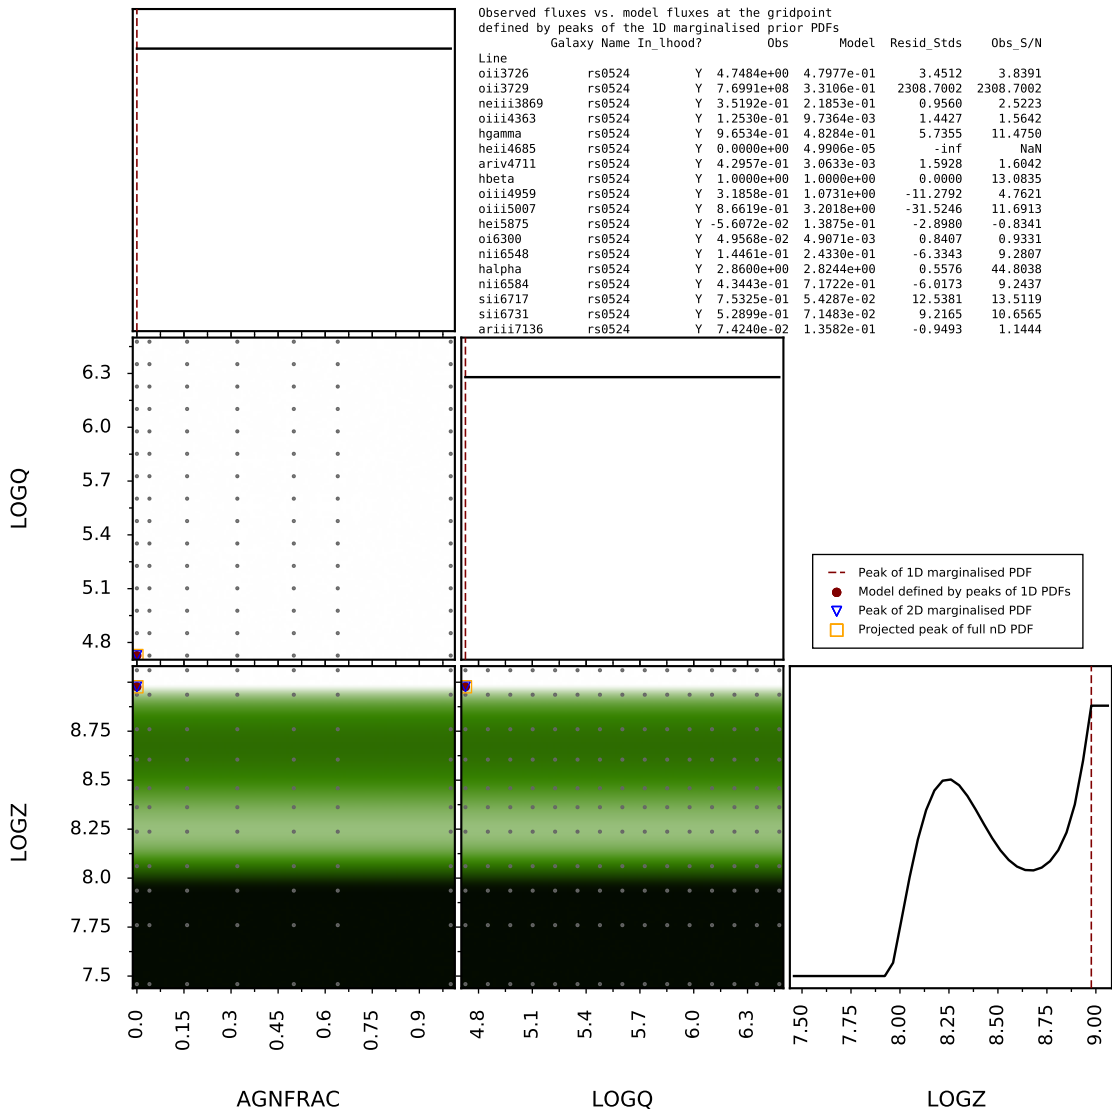 Observed fluxes vs. model fluxes at the gridpoint
defined by peaks of the 1D marginalised prior PDFs
Galaxy Name In_lhood? Obs Model Resid_Stds Obs_S/N
Line
oii3726 rs0524 Y 4.7484e+00 4.7977e-01 3.4512 3.8391
oii3729 rs0524 Y 7.6991e+08 3.3106e-01 2308.7002 2308.7002
neiii3869 rs0524 Y 3.5192e-01 2.1853e-01 0.9560 2.5223
oiii4363 rs0524 Y 1.2530e-01 9.7364e-03 1.4427 1.5642
hgamma rs0524 Y 9.6534e-01 4.8284e-01 5.7355 11.4750
heii4685 rs0524 Y 0.0000e+00 4.9906e-05 -inf NaN
ariv4711 rs0524 Y 4.2957e-01 3.0633e-03 1.5928 1.6042
hbeta rs0524 Y 1.0000e+00 1.0000e+00 0.0000 13.0835
oiii4959 rs0524 Y 3.1858e-01 1.0731e+00 -11.2792 4.7621
oiii5007 rs0524 Y 8.6619e-01 3.2018e+00 -31.5246 11.6913
hei5875 rs0524 Y -5.6072e-02 1.3875e-01 -2.8980 -0.8341
oi6300 rs0524 Y 4.9568e-02 4.9071e-03 0.8407 0.9331
nii6548 rs0524 Y 1.4461e-01 2.4330e-01 -6.3343 9.2807
halpha rs0524 Y 2.8600e+00 2.8244e+00 0.5576 44.8038
nii6584 rs0524 Y 4.3443e-01 7.1722e-01 -6.0173 9.2437
sii6717 rs0524 Y 7.5325e-01 5.4287e-02 12.5381 13.5119
sii6731 rs0524 Y 5.2899e-01 7.1483e-02 9.2165 10.6565
ariii7136 rs0524 Y 7.4240e-02 1.3582e-01 -0.9493 1.1444
6.3
6.0
5.7
5.4
5.1
4.8
LOGQ
Peak of 1D marginalised PDF
Model defined by peaks of 1D PDFs
Peak of 2D marginalised PDF
Projected peak of full nD PDF
8.75
8.5
8.25
8.0
7.75
7.5
LOGZ
0.0 0.15 0.3 0.45 0.6 0.75 0.9
4.8 5.1 5.4 5.7 6.0 6.3
7.50 7.75 8.00 8.25 8.50 8.75 9.00
AGNFRAC LOGQ LOGZ